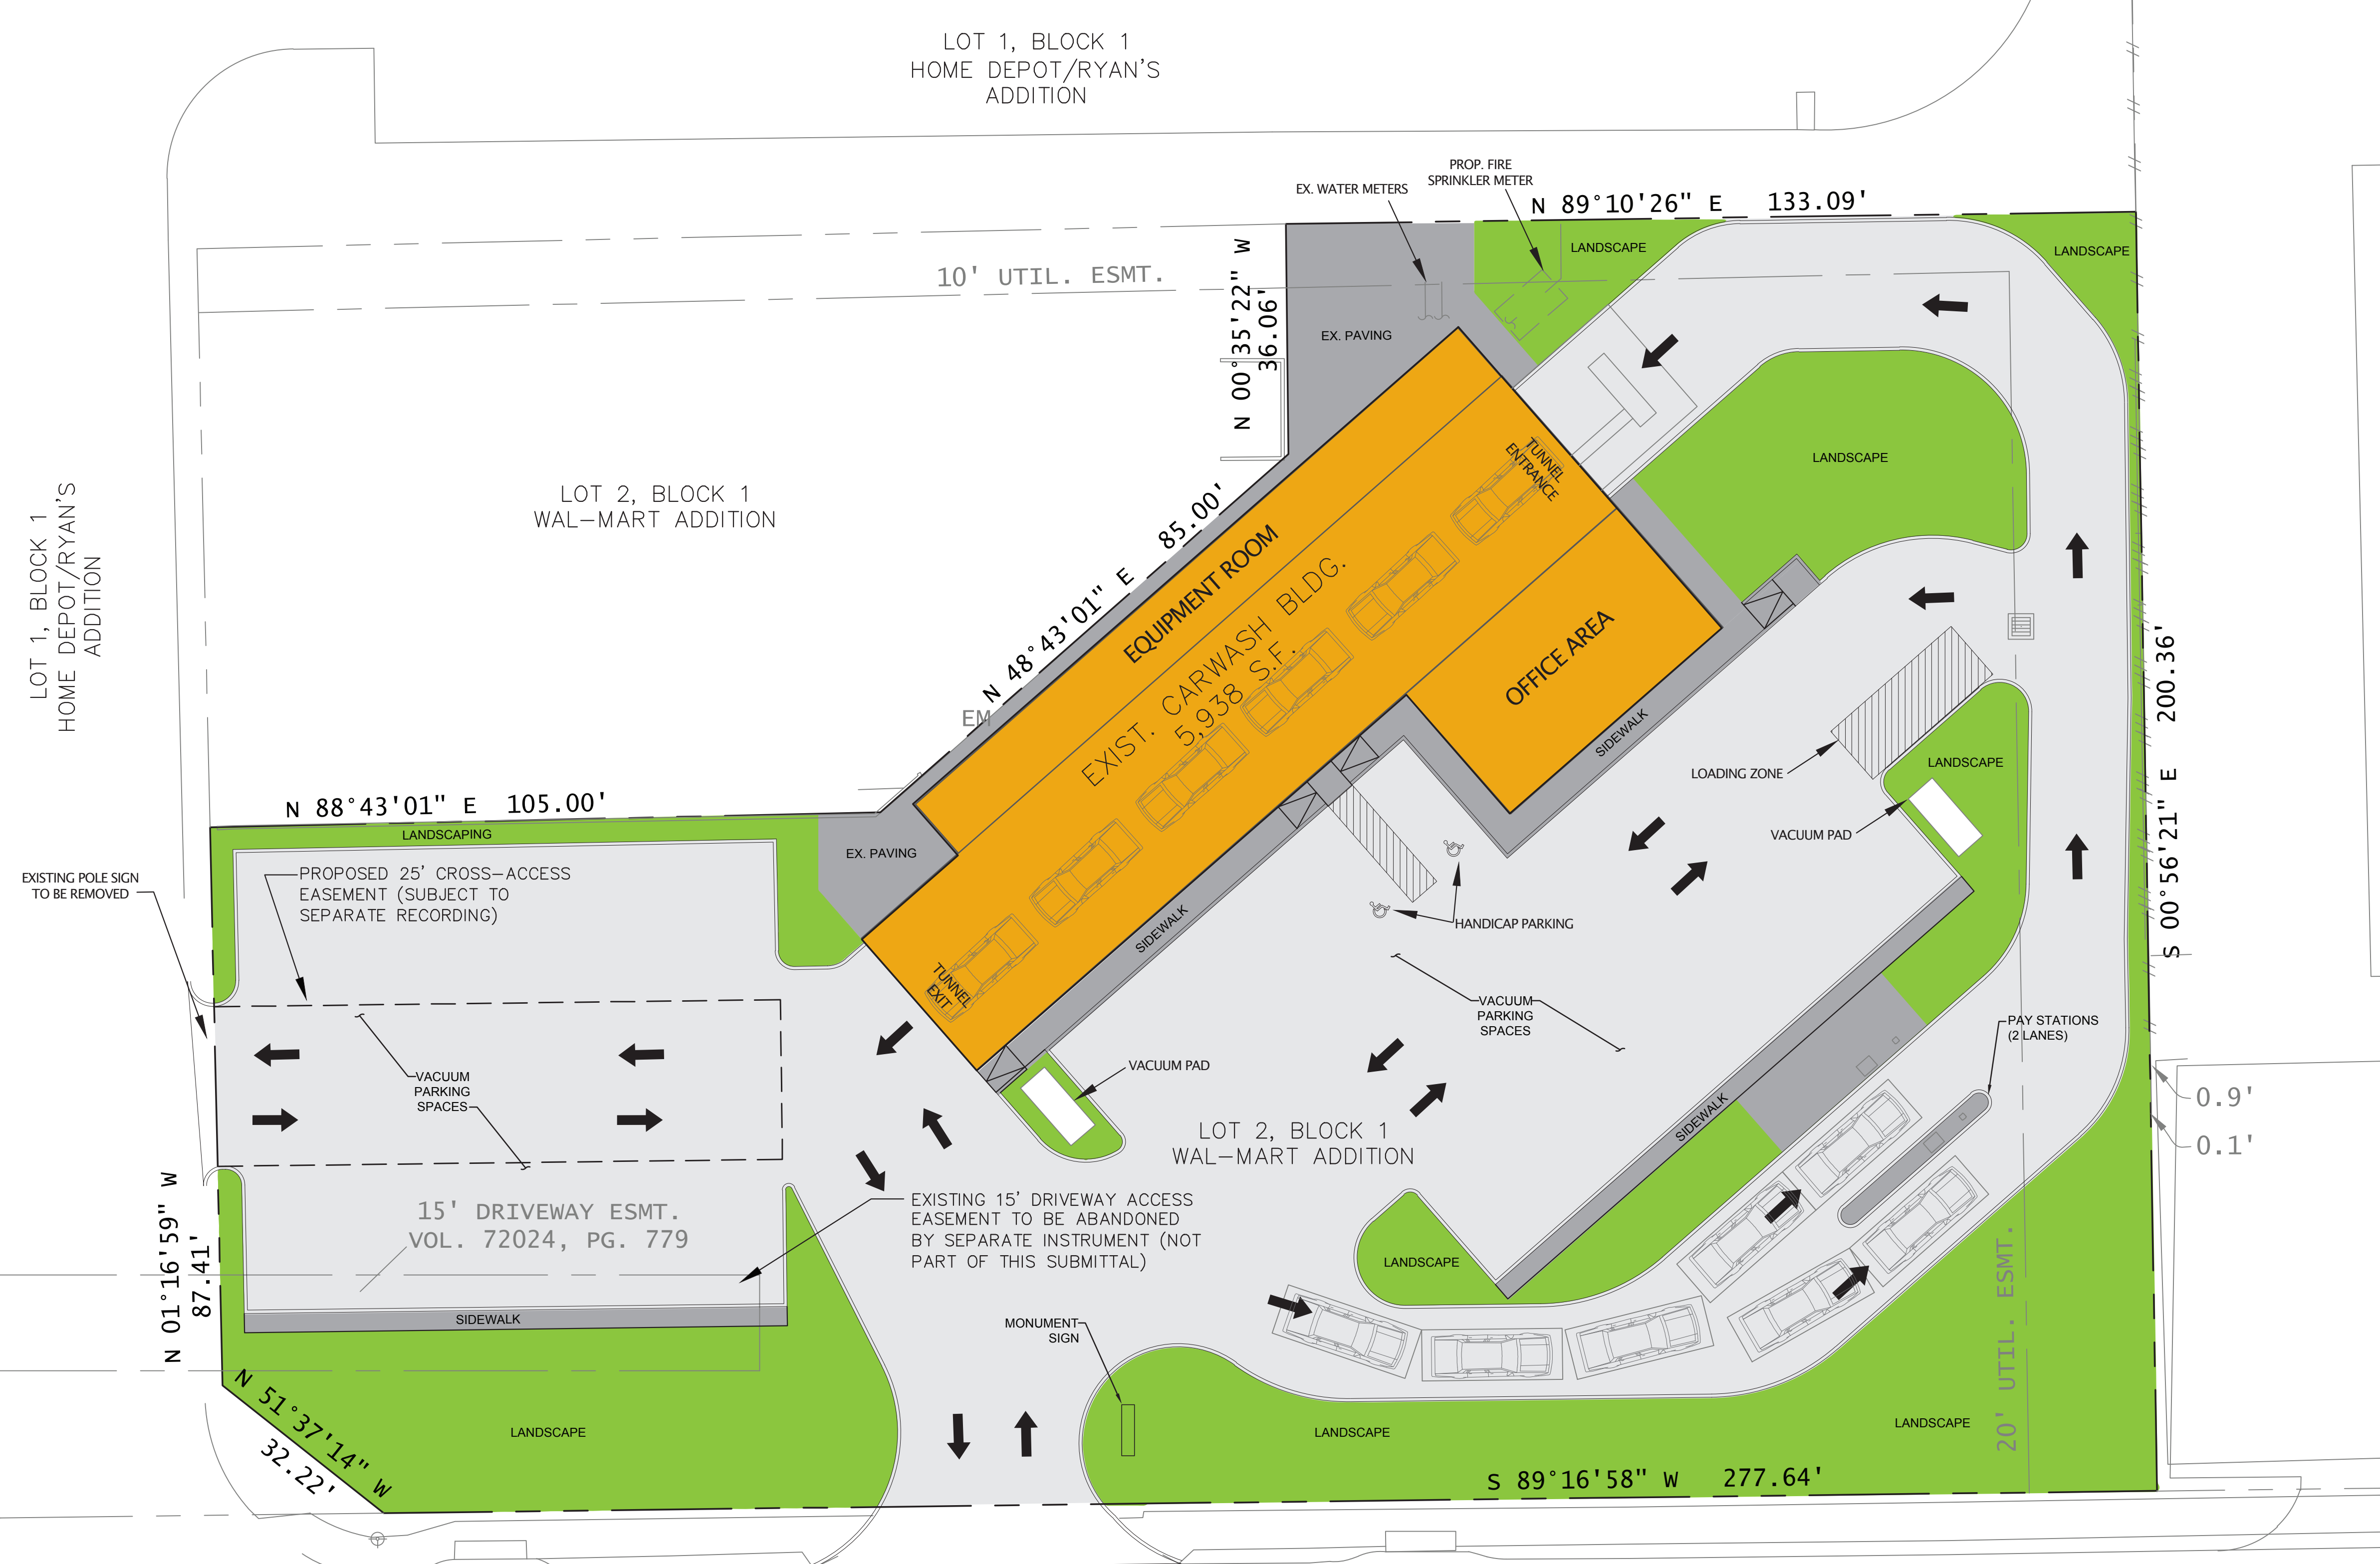 LOT 1, BLOCK 1
HOME DEPOT/RYAN'S
ADDITION
PROP. FIRE
SPRINKLER METER
EX. WATER METERS
N 89°10'26" E 133.09'
LANDSCAPE
LANDSCAPE
10' UTIL. ESMT.
N 00°35'22" W
36.06'
EX. PAVING
LOT 1, BLOCK 1
HOME DEPOT/RYAN'S
ADDITION
LOT 2, BLOCK 1
WAL-MART ADDITION
TUNNEL
ENTRANCE
LANDSCAPE
N 48°43'01" E 85.00'
EQUIPMENT ROOM
EXIST. CARWASH BLDG.
5,938 S.F.
OFFICE AREA
EM
SIDEWALK
LOADING ZONE
LANDSCAPE
VACUUM PAD
S 00°56'21" E 200.36'
N 88°43'01" E 105.00'
LANDSCAPING
EX. PAVING
EXISTING POLE SIGN
TO BE REMOVED
PROPOSED 25' CROSS-ACCESS
EASEMENT (SUBJECT TO
SEPARATE RECORDING)
HANDICAP PARKING
SIDEWALK
TUNNEL
EXIT
VACUUM
PARKING
SPACES
PAY STATIONS
(2 LANES)
VACUUM PAD
VACUUM
PARKING
SPACES
0.9'
0.1'
SIDEWALK
LOT 2, BLOCK 1
WAL-MART ADDITION
N 01°16'59" W
87.41'
15' DRIVEWAY ESMT.
VOL. 72024, PG. 779
EXISTING 15' DRIVEWAY ACCESS
EASEMENT TO BE ABANDONED
BY SEPARATE INSTRUMENT (NOT
PART OF THIS SUBMITTAL)
LANDSCAPE
SIDEWALK
MONUMENT
SIGN
20' UTIL. ESMT.
N 51°37'14" W
32.22'
LANDSCAPE
LANDSCAPE
LANDSCAPE
S 89°16'58" W 277.64'